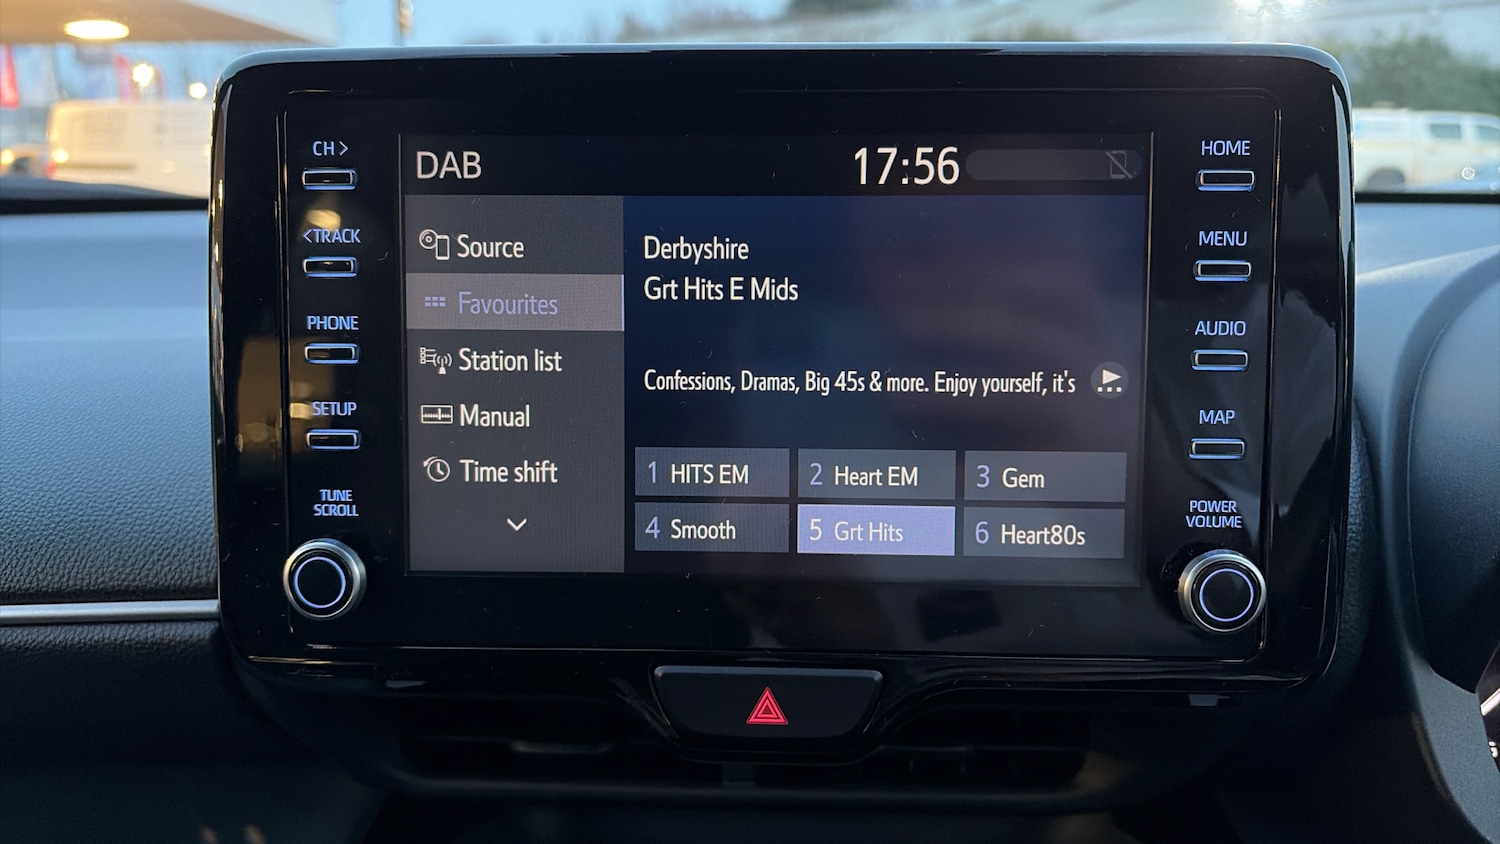 CH>
<TRACK
PHONE
SETUP
TUNE
SCROLL
DAB
17:56
Source
Favourites
Station list
Manual
Time shift
Derbyshire
Grt Hits E Mids
Confessions, Dramas, Big 45s & more. Enjoy yourself, it's
1 HITS EM
2 Heart EM
3 Gem
4 Smooth
5 Grt Hits
6 Heart80s
HOME
MENU
AUDIO
MAP
POWER
VOLUME